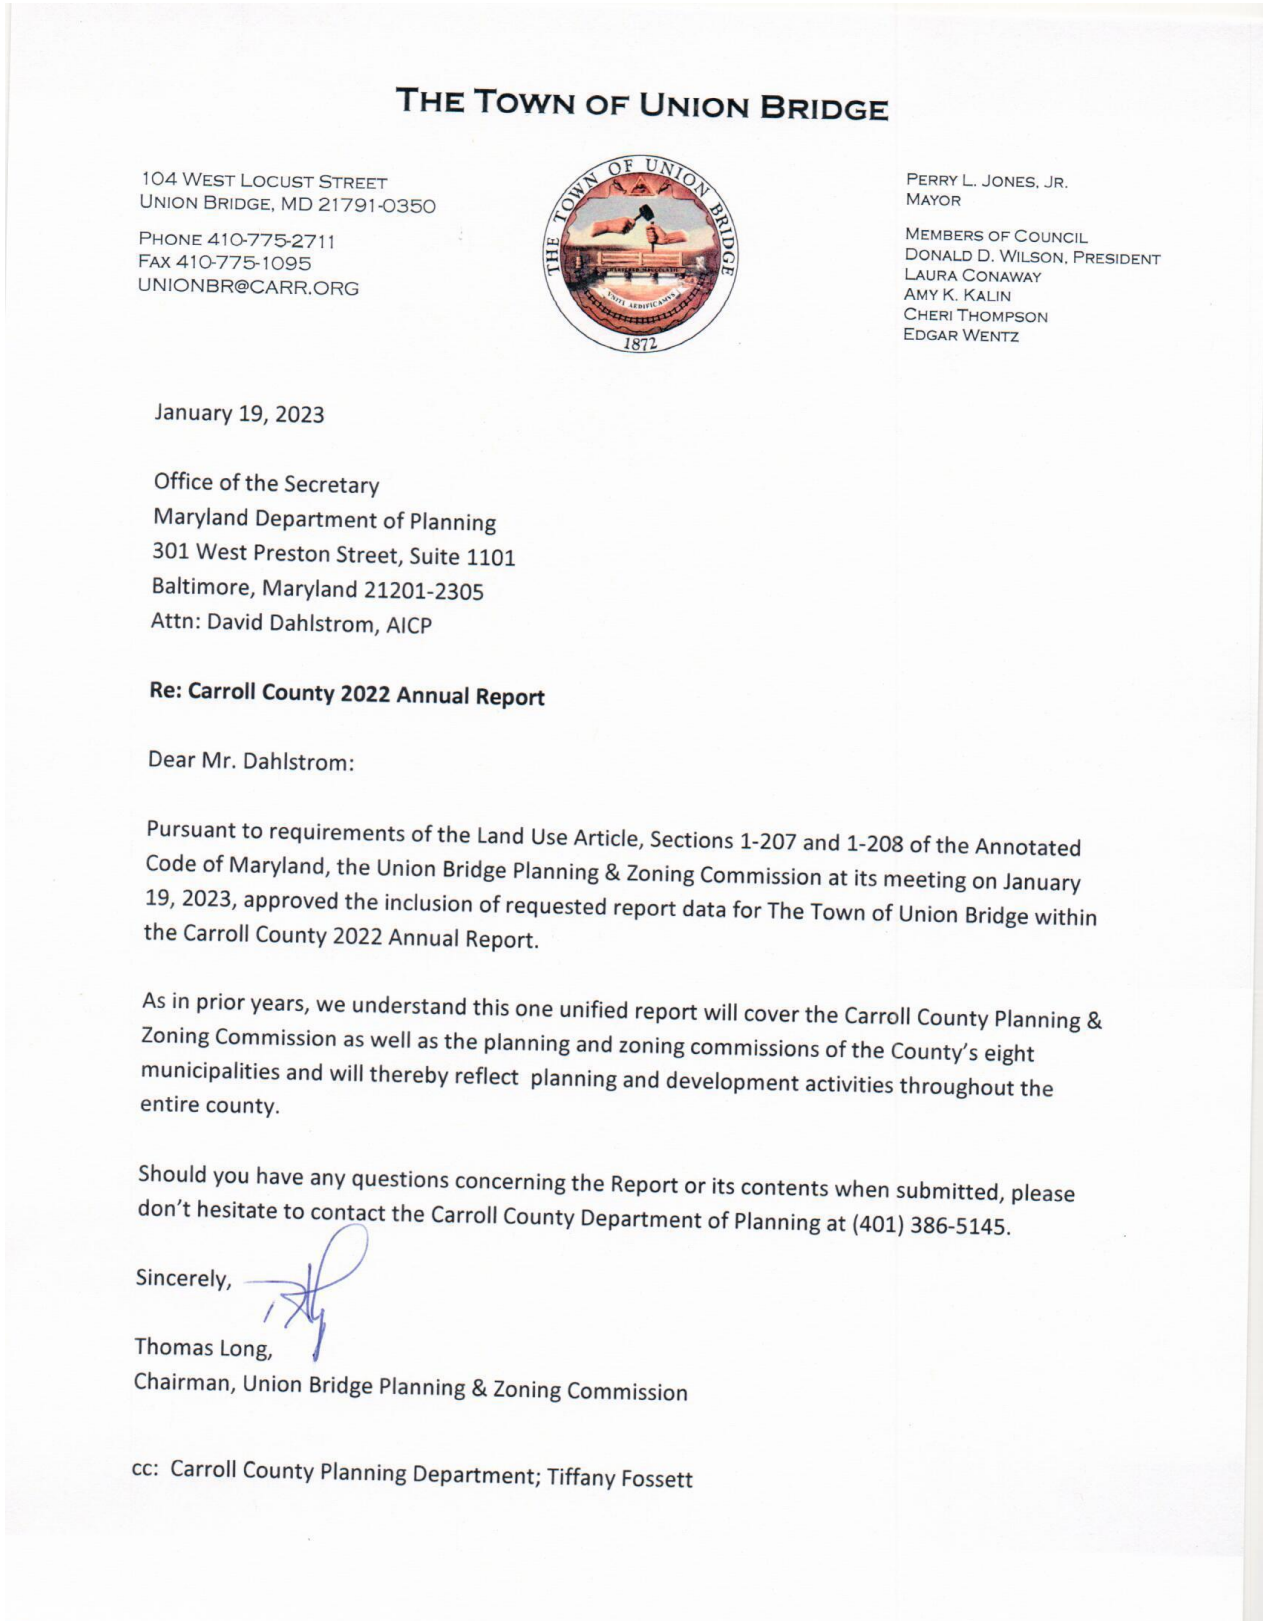 THE TOWN OF UNION BRIDGE
104 WEST LOCUST STREET
UNION BRIDGE, MD 21791-0350
PHONE 410-775-2711
FAX 410-775-1095
UNIONBR@CARR.ORG
THE TOWN OF UNION BRIDGE
UNITI AEDIFICAMUS
1872
PERRY L. JONES, JR.
MAYOR
MEMBERS OF COUNCIL
DONALD D. WILSON, PRESIDENT
LAURA CONAWAY
AMY K. KALIN
CHERI THOMPSON
EDGAR WENTZ
January 19, 2023
Office of the Secretary
Maryland Department of Planning
301 West Preston Street, Suite 1101
Baltimore, Maryland 21201-2305
Attn: David Dahlstrom, AICP
Re: Carroll County 2022 Annual Report
Dear Mr. Dahlstrom:
Pursuant to requirements of the Land Use Article, Sections 1-207 and 1-208 of the Annotated
Code of Maryland, the Union Bridge Planning & Zoning Commission at its meeting on January
19, 2023, approved the inclusion of requested report data for The Town of Union Bridge within
the Carroll County 2022 Annual Report.
As in prior years, we understand this one unified report will cover the Carroll County Planning &
Zoning Commission as well as the planning and zoning commissions of the County's eight
municipalities and will thereby reflect  planning and development activities throughout the
entire county.
Should you have any questions concerning the Report or its contents when submitted, please
don't hesitate to contact the Carroll County Department of Planning at (401) 386-5145.
Sincerely,
Thomas Long,
Chairman, Union Bridge Planning & Zoning Commission
cc:  Carroll County Planning Department; Tiffany Fossett